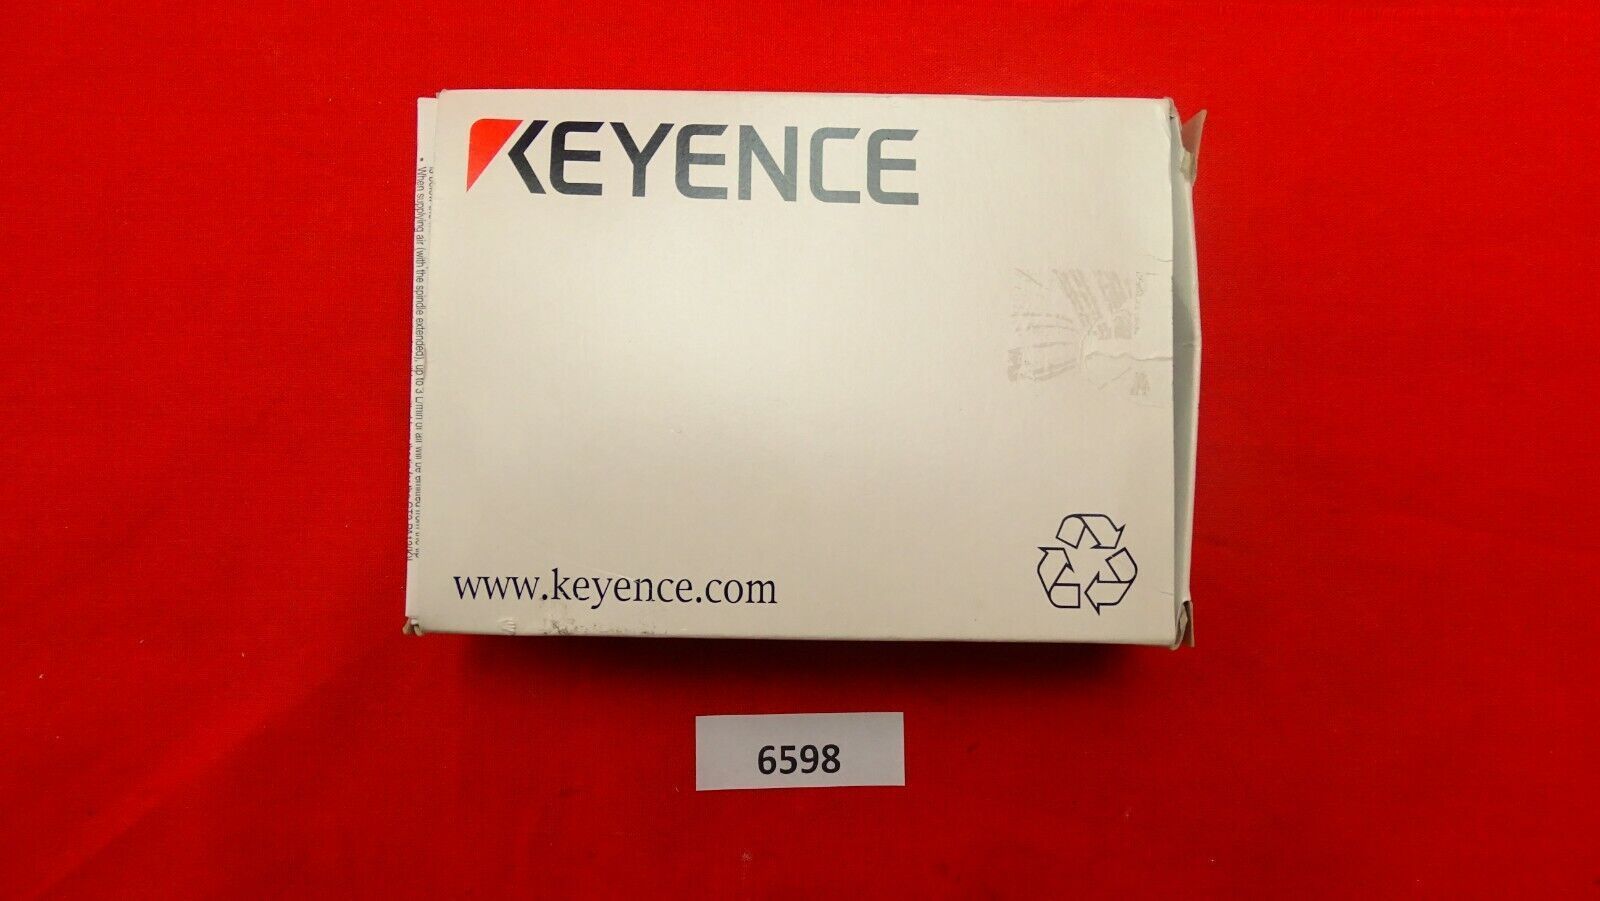 KEYENCE
• When supplying air (with the spindle extended), up to 3 L/min of air will be
www.keyence.com
6598